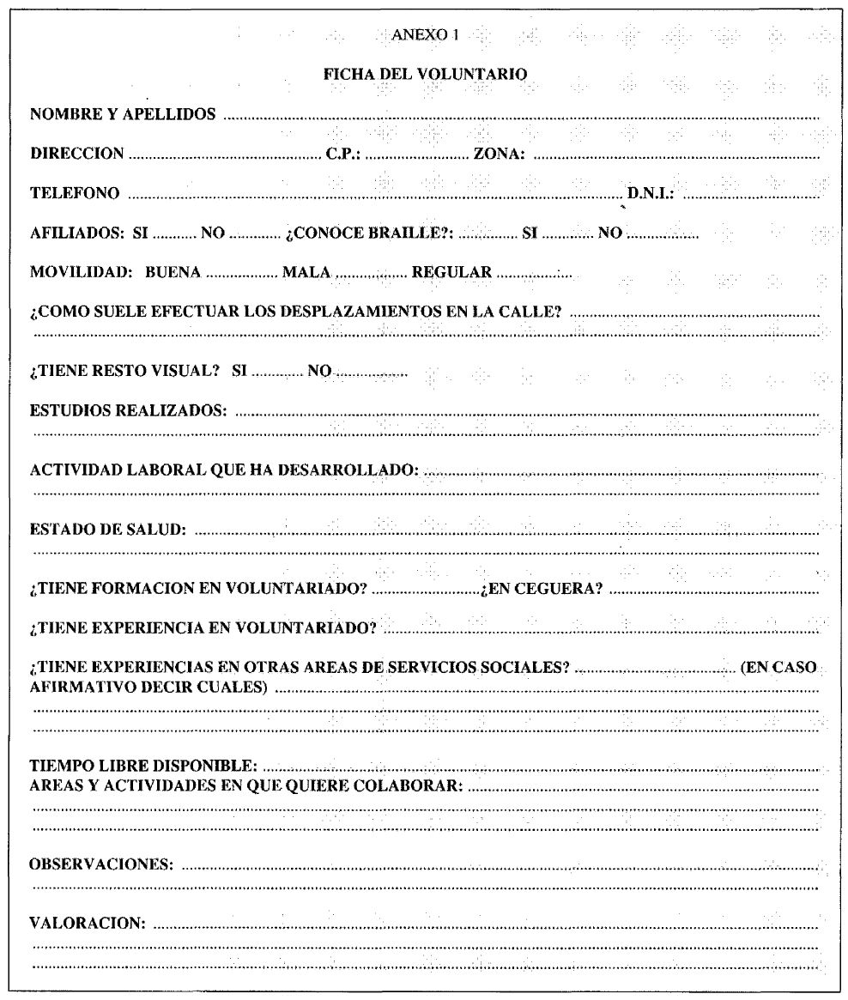 ANEXO 1
FICHA DEL VOLUNTARIO
NOMBRE Y APELLIDOS ................................
DIRECCION ................ C.P.: ................ ZONA: ................
TELEFONO ................................ D.N.I.: ................
AFILIADOS: SI ........... NO ............. ¿CONOCE BRAILLE?: ............... SI ............. NO ..................
MOVILIDAD: BUENA .................. MALA .................. REGULAR ...................
¿COMO SUELE EFECTUAR LOS DESPLAZAMIENTOS EN LA CALLE? ................................
................................
¿TIENE RESTO VISUAL? SI ............. NO ...................
ESTUDIOS REALIZADOS: ................................
................................
ACTIVIDAD LABORAL QUE HA DESARROLLADO: ................................
................................
ESTADO DE SALUD: ................................
................................
¿TIENE FORMACION EN VOLUNTARIADO? ........................... ¿EN CEGUERA? ................................
¿TIENE EXPERIENCIA EN VOLUNTARIADO? ................................
¿TIENE EXPERIENCIAS EN OTRAS AREAS DE SERVICIOS SOCIALES? ................................ (EN CASO
AFIRMATIVO DECIR CUALES) ................................
................................
................................
TIEMPO LIBRE DISPONIBLE: ................................
AREAS Y ACTIVIDADES EN QUE QUIERE COLABORAR: ................................
................................
................................
OBSERVACIONES: ................................
................................
VALORACION: ................................
................................
................................